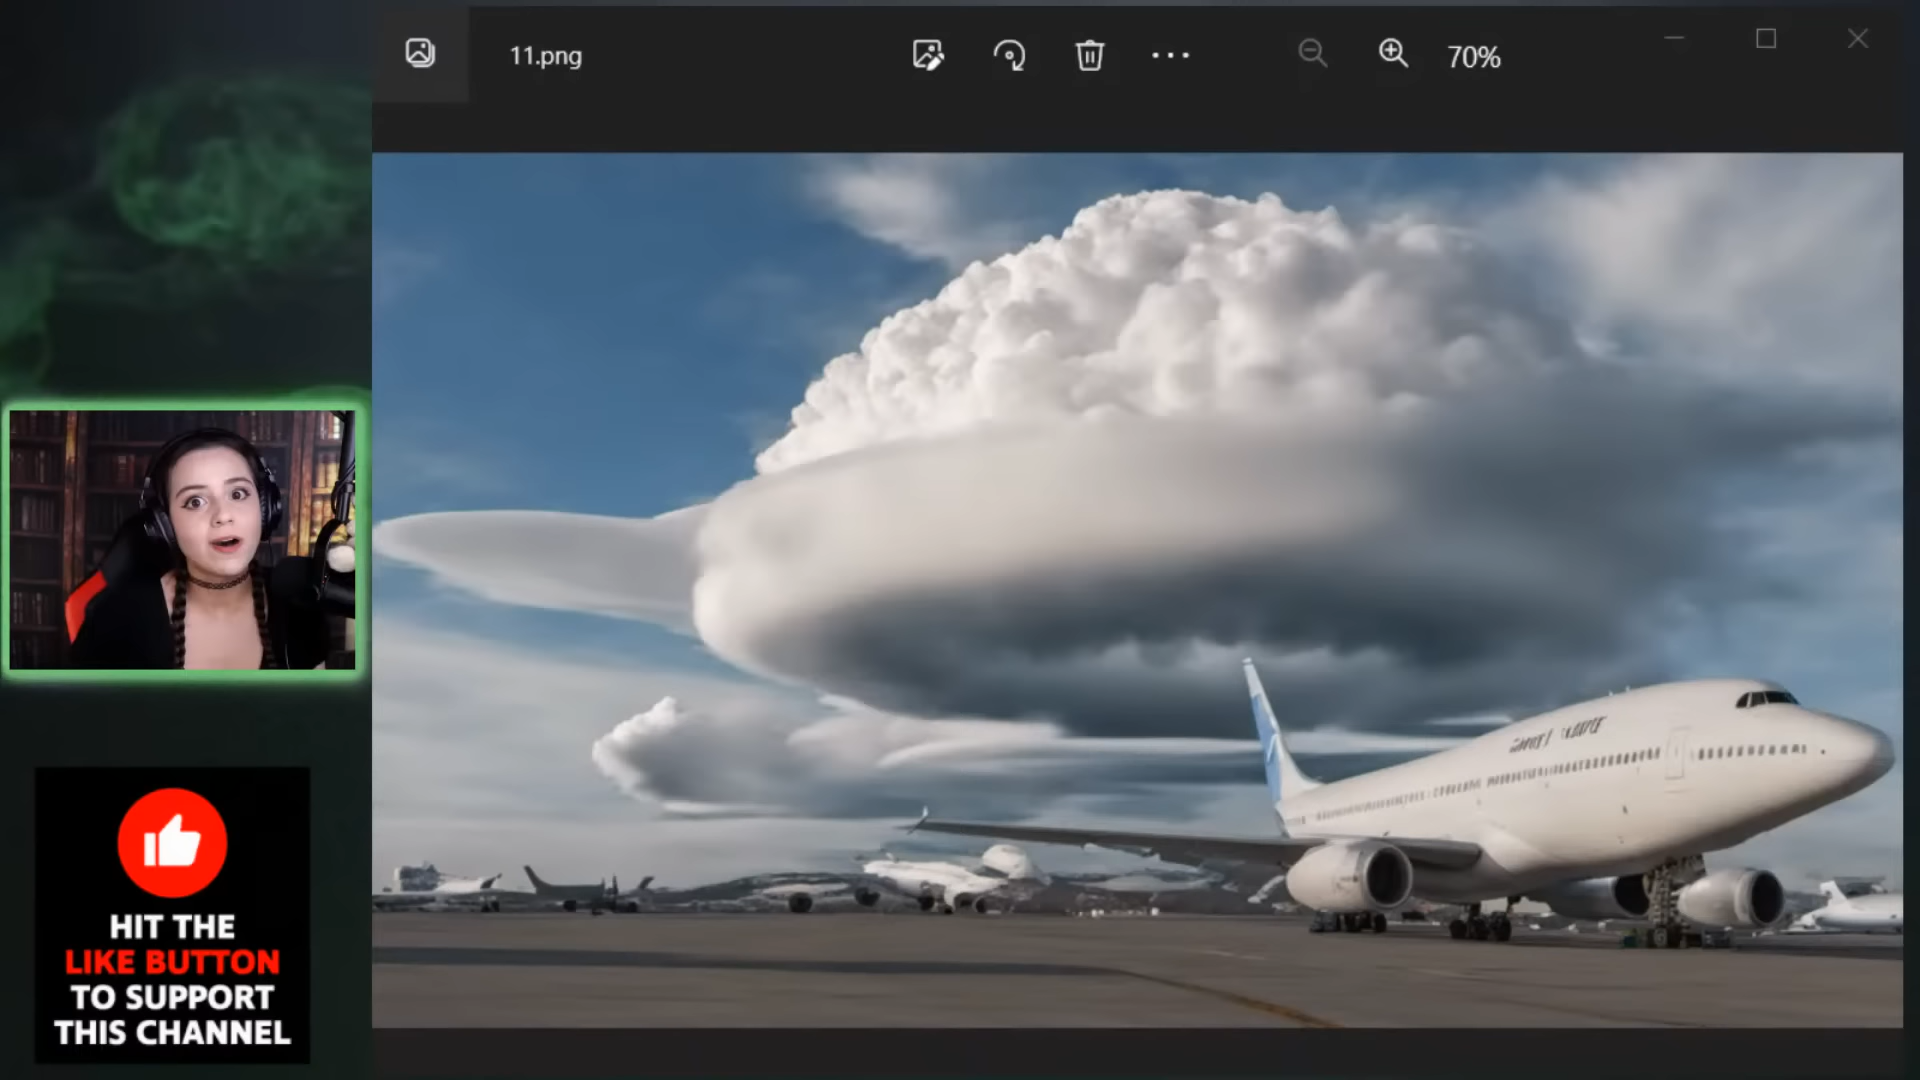 11.png
70%
HIT THE
LIKE BUTTON
TO SUPPORT
THIS CHANNEL